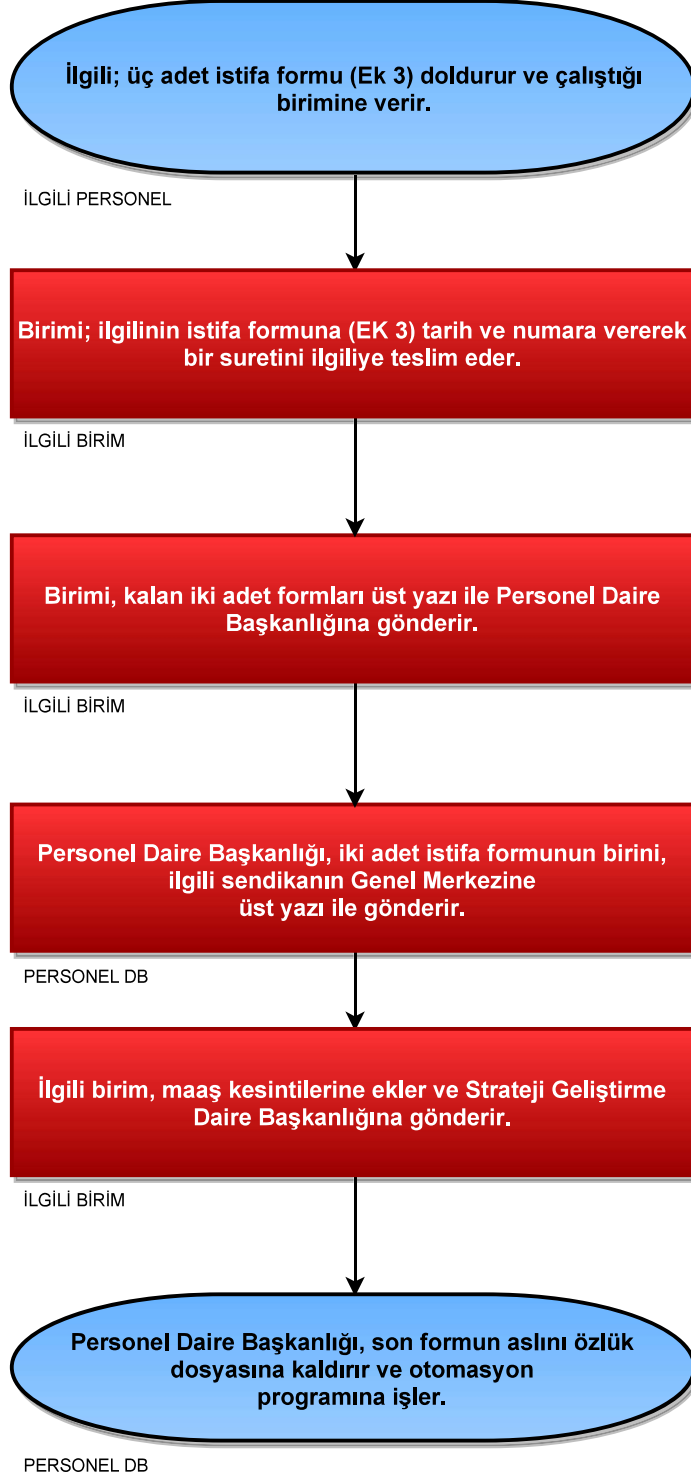 İlgili; üç adet istifa formu (Ek 3) doldurur ve çalıştığı
birimine verir.
İLGİLİ PERSONEL
Birimi; ilgilinin istifa formuna (EK 3) tarih ve numara vererek
bir suretini ilgiliye teslim eder.
İLGİLİ BİRİM
Birimi, kalan iki adet formları üst yazı ile Personel Daire
Başkanlığına gönderir.
İLGİLİ BİRİM
Personel Daire Başkanlığı, iki adet istifa formunun birini,
ilgili sendikanın Genel Merkezine
üst yazı ile gönderir.
PERSONEL DB
İlgili birim, maaş kesintilerine ekler ve Strateji Geliştirme
Daire Başkanlığına gönderir.
İLGİLİ BİRİM
Personel Daire Başkanlığı, son formun aslını özlük
dosyasına kaldırır ve otomasyon
programına işler.
PERSONEL DB